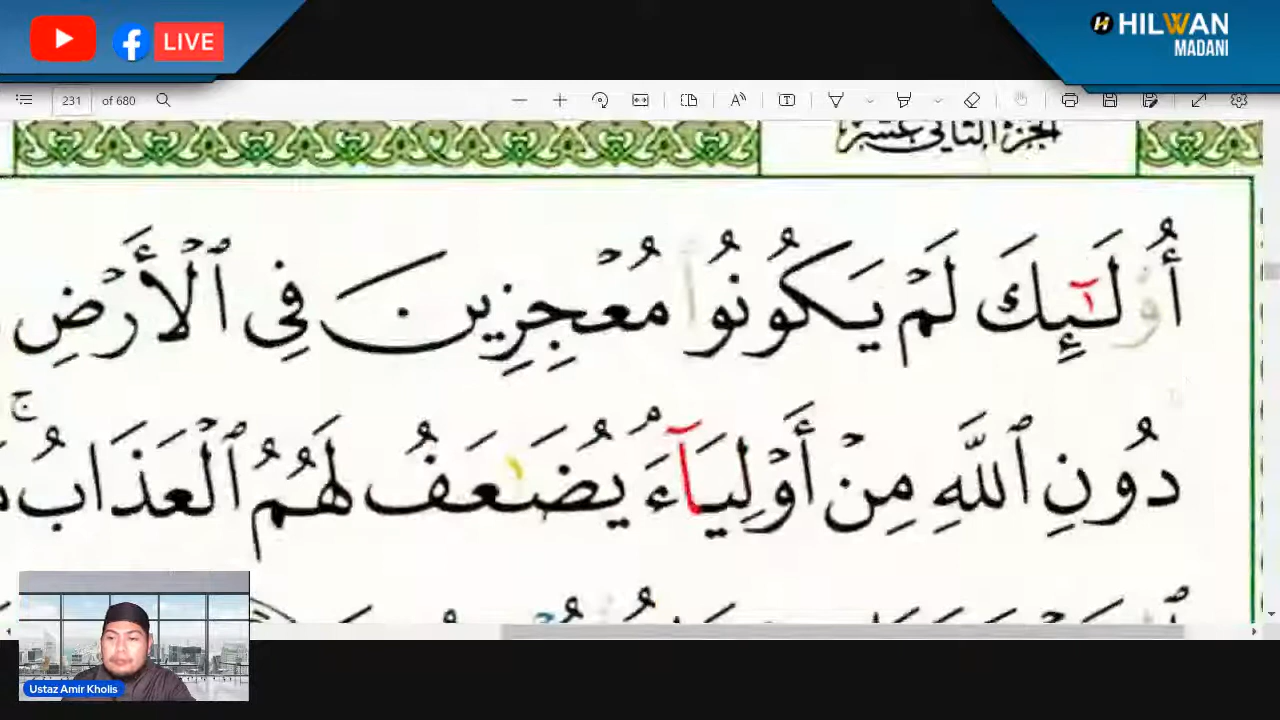 LIVE
HILWAN
MADANI
231 of 680
الجزء الثاني عشر
أُوْلَٰٓئِكَ لَمْ يَكُونُوا۟ مُعْجِزِينَ فِى ٱلْأَرْضِ
دُونِ ٱللَّهِ مِنْ أَوْلِيَآءَ يُضَٰعَفُ لَهُمُ ٱلْعَذَابُ ۚ
Ustaz Amir Kholis